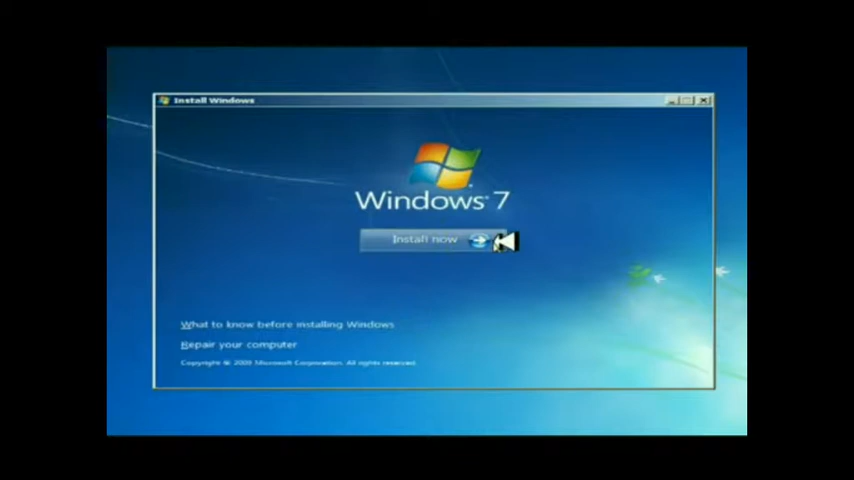 Install Windows
Windows 7
Install now
What to know before installing Windows
Repair your computer
Copyright © 2009 Microsoft Corporation. All rights reserved.